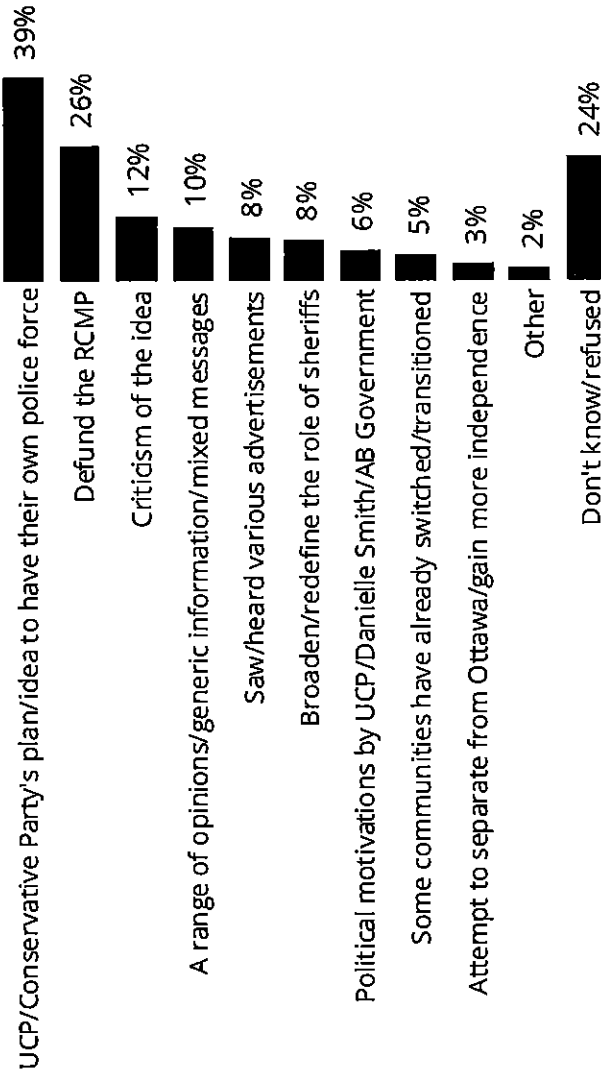 UCP/Conservative Party's plan/idea to have their own police force 39%
Defund the RCMP 26%
Criticism of the idea 12%
A range of opinions/generic information/mixed messages 10%
Saw/heard various advertisements 8%
Broaden/redefine the role of sheriffs 8%
Political motivations by UCP/Danielle Smith/AB Government 6%
Some communities have already switched/transitioned 5%
Attempt to separate from Ottawa/gain more independence 3%
Other 2%
Don't know/refused 24%